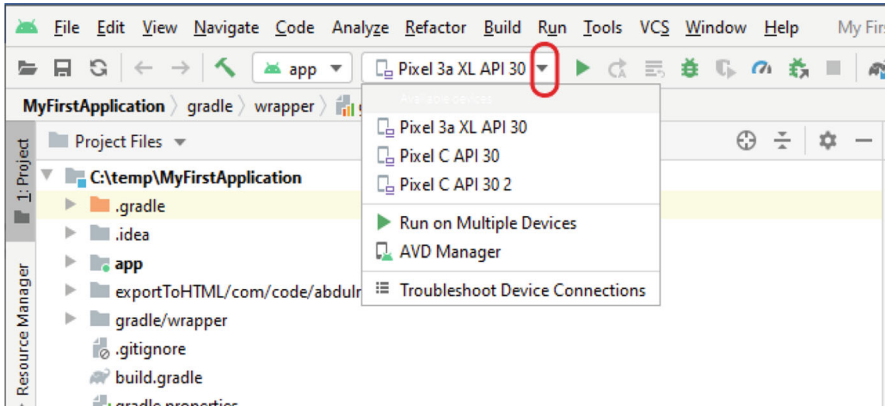 File Edit View Navigate Code Analyze Refactor Build Run Tools VCS Window Help My Fir
app Pixel 3a XL API 30
MyFirstApplication gradle wrapper
Available devices
Project Files
Pixel 3a XL API 30
Pixel C API 30
Pixel C API 30 2
Run on Multiple Devices
AVD Manager
Troubleshoot Device Connections
1: Project
Resource Manager
C:\temp\MyFirstApplication
.gradle
.idea
app
exportToHTML/com/code/abdulr
gradle/wrapper
.gitignore
build.gradle
gradle.properties